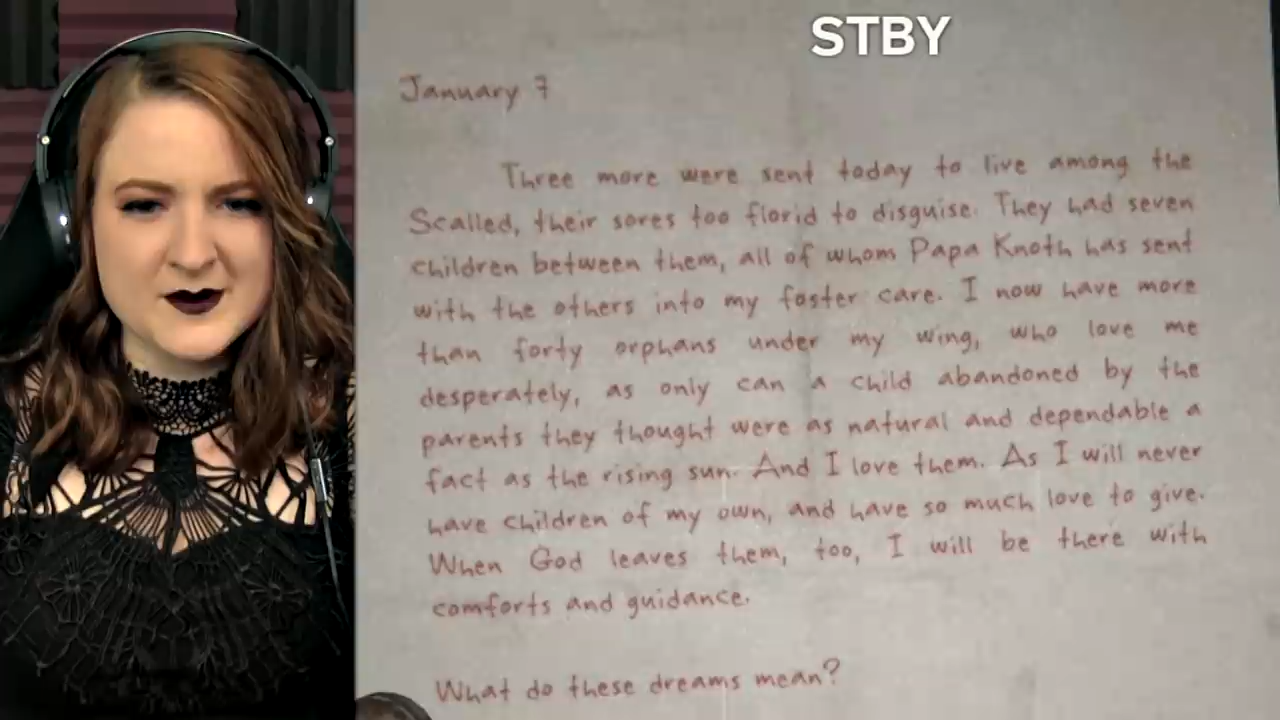 STBY
January 7
Three more were sent today to live among the
Scalled, their sores too florid to disguise. They had seven
children between them, all of whom Papa Knoth has sent
with the others into my foster care. I now have more
than forty orphans under my wing, who love me
desperately, as only can a child abandoned by the
parents they thought were as natural and dependable a
fact as the rising sun. And I love them. As I will never
have children of my own, and have so much love to give.
When God leaves them, too, I will be there with
comforts and guidance.
What do these dreams mean?